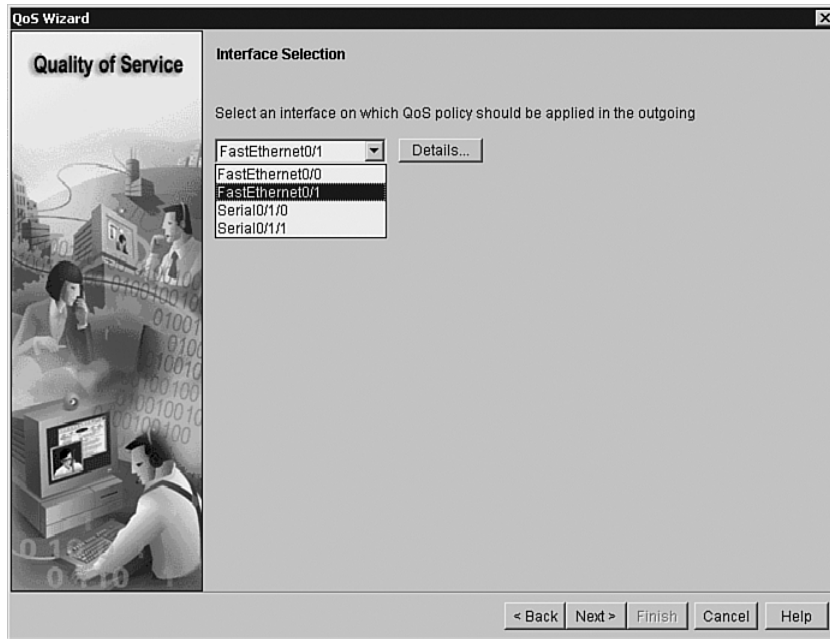 QoS Wizard
Quality of Service
Interface Selection
Select an interface on which QoS policy should be applied in the outgoing
FastEthernet0/1
Details...
FastEthernet0/0
FastEthernet0/1
Serial0/1/0
Serial0/1/1
< Back
Next >
Finish
Cancel
Help